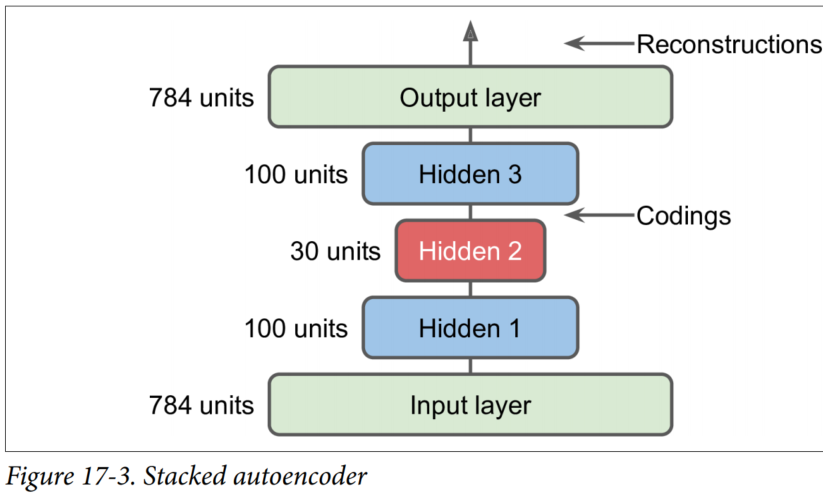 Reconstructions
784 units
Output layer
100 units
Hidden 3
Codings
30 units
Hidden 2
100 units
Hidden 1
784 units
Input layer
Figure 17-3. Stacked autoencoder